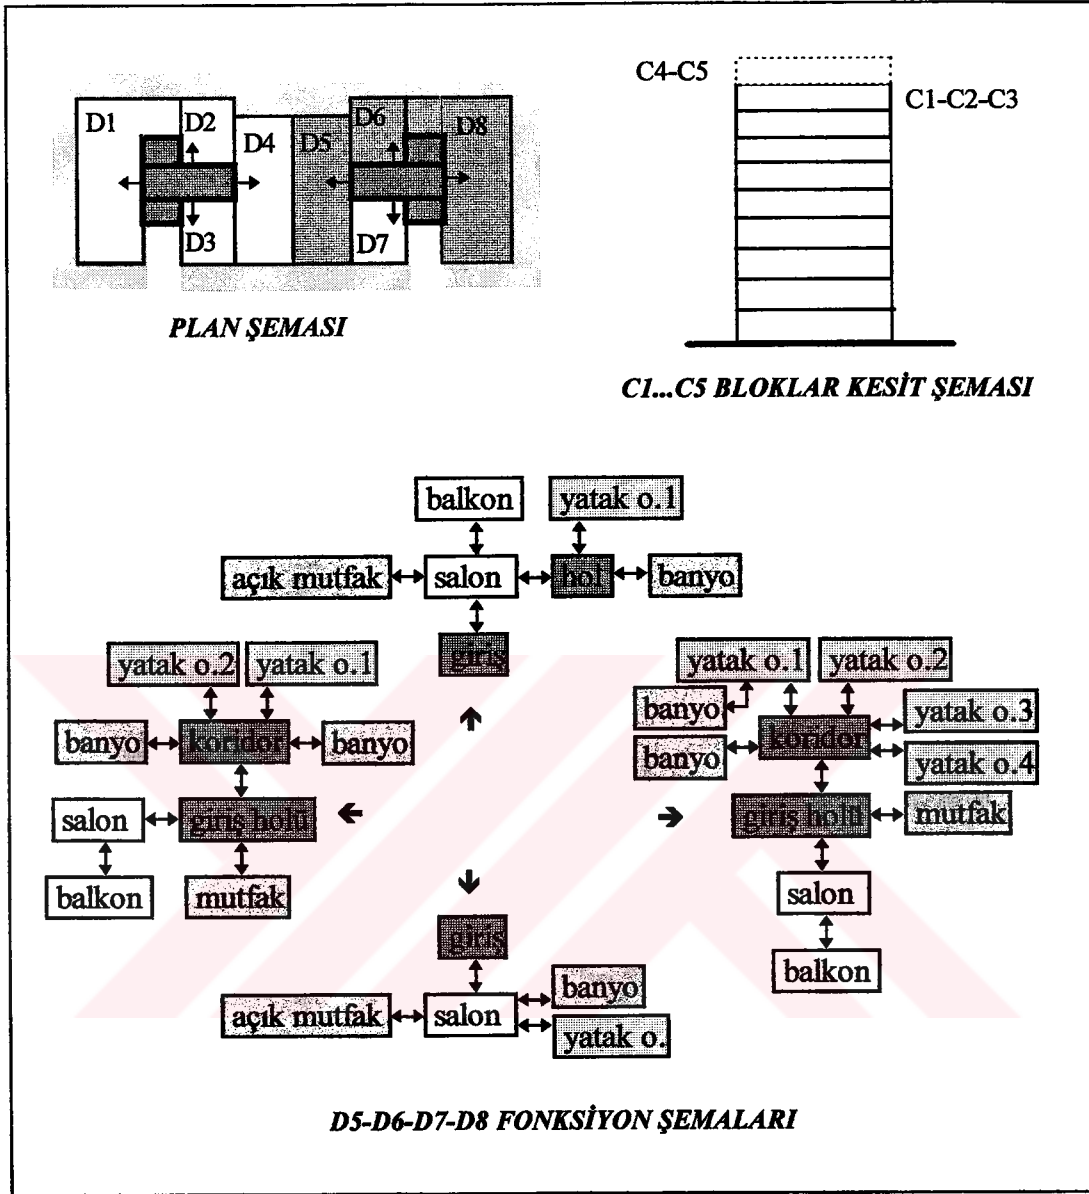 C4-C5
C1-C2-C3
D1
D2
D4
D5
D6
D8
D3
D7
PLAN ŞEMASI
C1...C5 BLOKLAR KESİT ŞEMASI
balkon
yatak o.1
açık mutfak
salon
hol
banyo
giriş
yatak o.2
yatak o.1
banyo
koridor
banyo
salon
giriş holü
balkon
mutfak
yatak o.1
yatak o.2
banyo
banyo
koridor
yatak o.3
yatak o.4
giriş holü
mutfak
salon
balkon
giriş
açık mutfak
salon
banyo
yatak o.
D5-D6-D7-D8 FONKSİYON ŞEMALARI